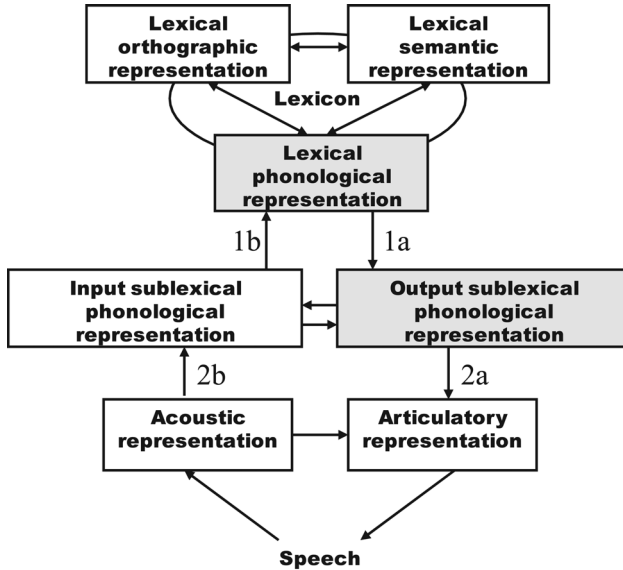 Lexical
orthographic
representation
Lexical
semantic
representation
Lexicon
Lexical
phonological
representation
1b
1a
Input sublexical
phonological
representation
Output sublexical
phonological
representation
2b
2a
Acoustic
representation
Articulatory
representation
Speech